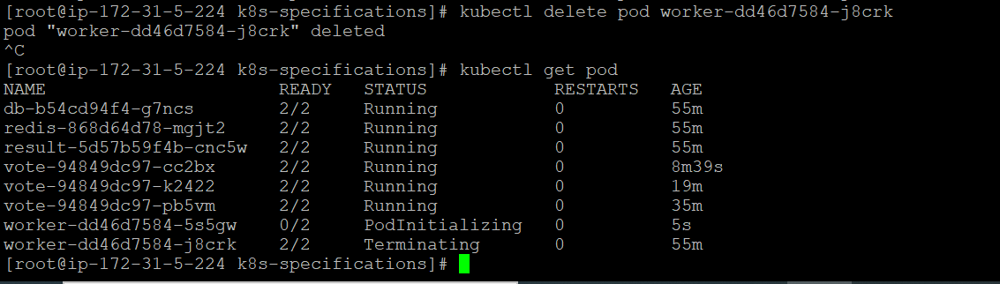 [root@ip-172-31-5-224 k8s-specifications]# kubectl delete pod worker-dd46d7584-j8crk
pod "worker-dd46d7584-j8crk" deleted
^C
[root@ip-172-31-5-224 k8s-specifications]# kubectl get pod
NAME                      READY   STATUS            RESTARTS   AGE
db-b54cd94f4-g7ncs        2/2     Running           0          55m
redis-868d64d78-mgjt2     2/2     Running           0          55m
result-5d57b59f4b-cnc5w   2/2     Running           0          55m
vote-94849dc97-cc2bx      2/2     Running           0          8m39s
vote-94849dc97-k2422      2/2     Running           0          19m
vote-94849dc97-pb5vm      2/2     Running           0          35m
worker-dd46d7584-5s5gw    0/2     PodInitializing   0          5s
worker-dd46d7584-j8crk    2/2     Terminating       0          55m
[root@ip-172-31-5-224 k8s-specifications]#